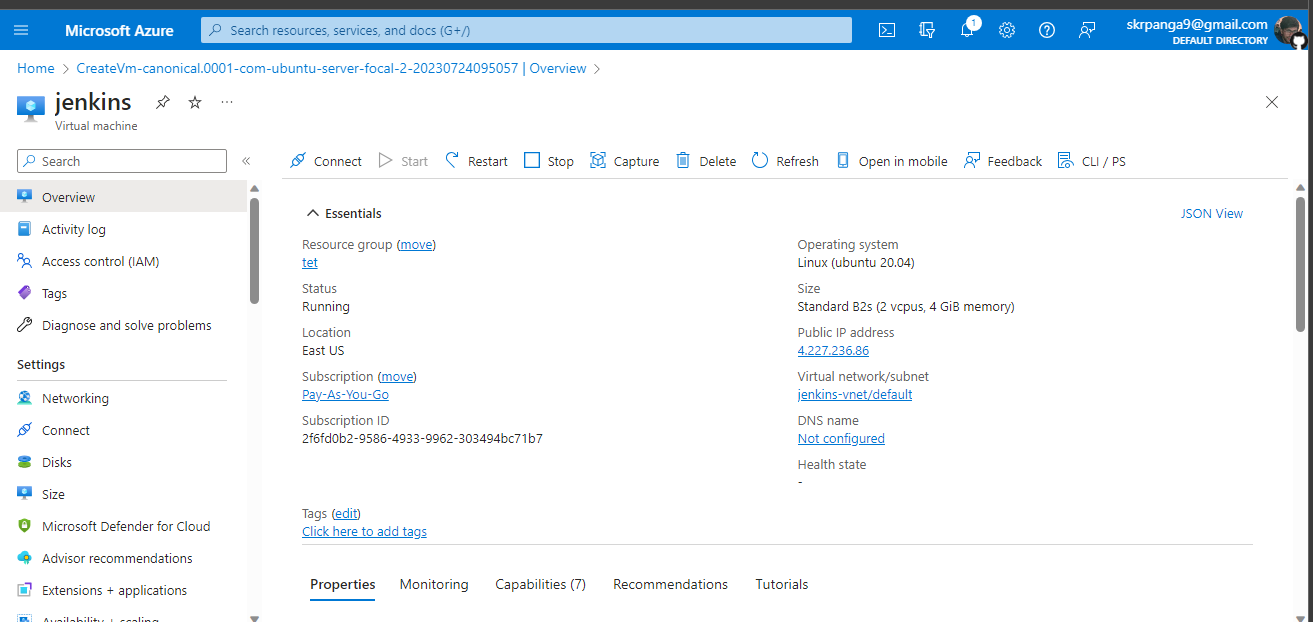 Microsoft Azure
Search resources, services, and docs (G+/)
1
skrpanga9@gmail.com
DEFAULT DIRECTORY
Home > CreateVm-canonical.0001-com-ubuntu-server-focal-2-20230724095057 | Overview >
jenkins
Virtual machine
Search
Overview
Activity log
Access control (IAM)
Tags
Diagnose and solve problems
Settings
Networking
Connect
Disks
Size
Microsoft Defender for Cloud
Advisor recommendations
Extensions + applications
Availability + scaling
Connect Start Restart Stop Capture Delete Refresh Open in mobile Feedback CLI / PS
Essentials
JSON View
Resource group (move)
tet
Status
Running
Location
East US
Subscription (move)
Pay-As-You-Go
Subscription ID
2f6fd0b2-9586-4933-9962-303494bc71b7
Operating system
Linux (ubuntu 20.04)
Size
Standard B2s (2 vcpus, 4 GiB memory)
Public IP address
4.227.236.86
Virtual network/subnet
jenkins-vnet/default
DNS name
Not configured
Health state
-
Tags (edit)
Click here to add tags
Properties Monitoring Capabilities (7) Recommendations Tutorials